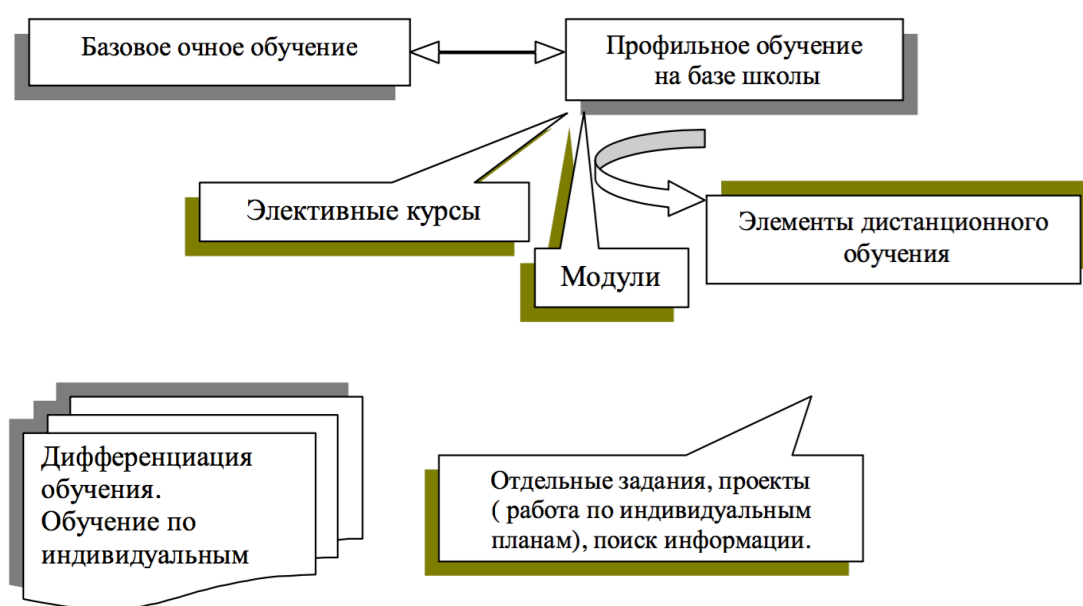 Базовое очное обучение
Профильное обучение
на базе школы
Элективные курсы
Элементы дистанционного
обучения
Модули
Дифференциация
обучения.
Обучение по
индивидуальным
Отдельные задания, проекты
( работа по индивидуальным
планам), поиск информации.